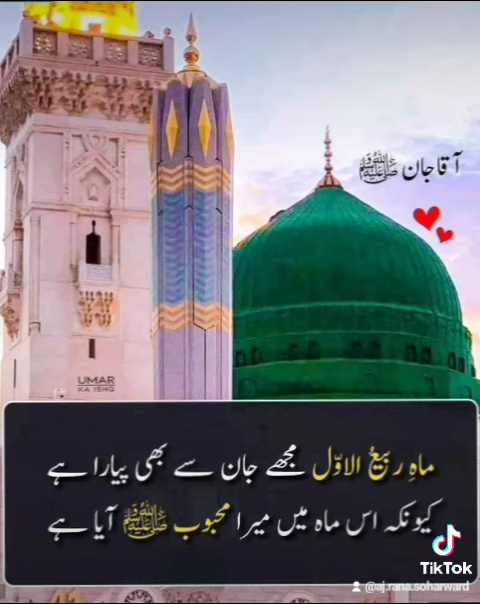 آقا جان ﷺ
UMAR
KA ISHQ
ماہِ ربیعُ الاوّل مجھے جان سے بھی پیارا ہے
کیونکہ اس ماہ میں میرا محبوب ﷺ آیا ہے
TikTok
@aj.rana.soharward